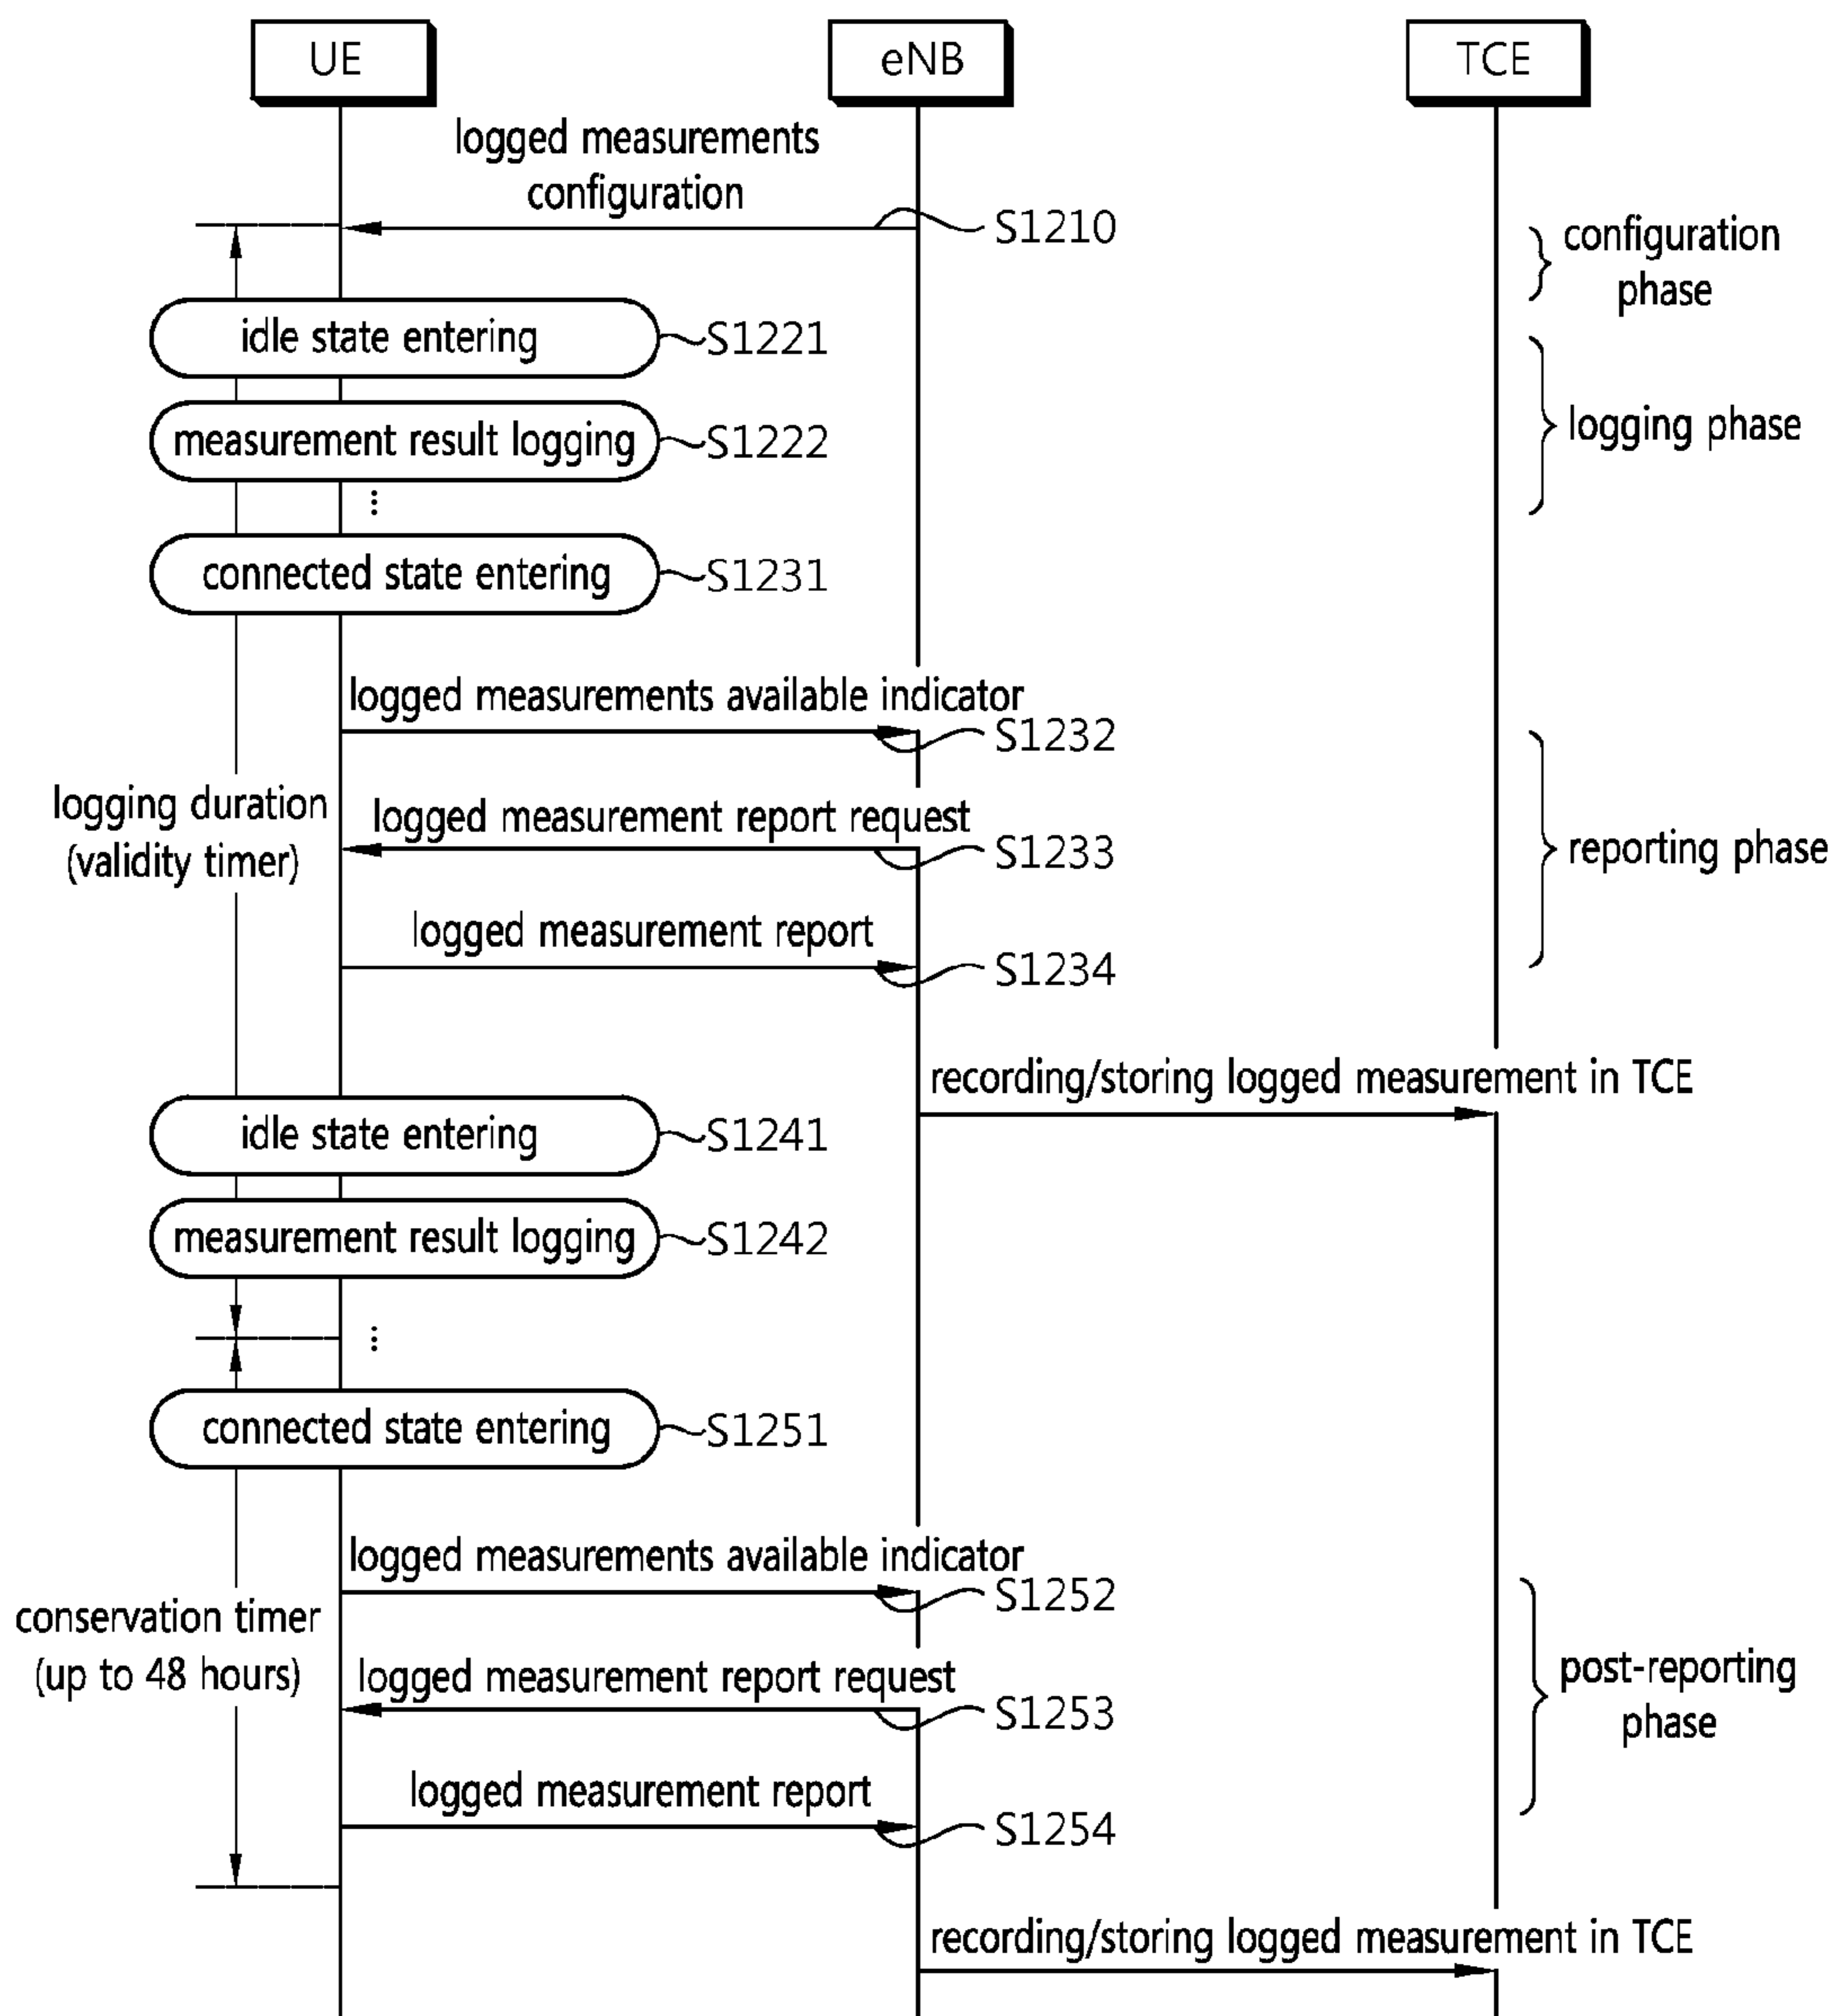 UE
eNB
TCE
logged measurements
configuration
S1210
configuration
phase
idle state entering
S1221
logging phase
measurement result logging
S1222
connected state entering
S1231
logged measurements available indicator
S1232
logging duration
(validity timer)
logged measurement report request
S1233
reporting phase
logged measurement report
S1234
recording/storing logged measurement in TCE
idle state entering
S1241
measurement result logging
S1242
connected state entering
S1251
logged measurements available indicator
S1252
conservation timer
(up to 48 hours)
logged measurement report request
S1253
post-reporting
phase
logged measurement report
S1254
recording/storing logged measurement in TCE